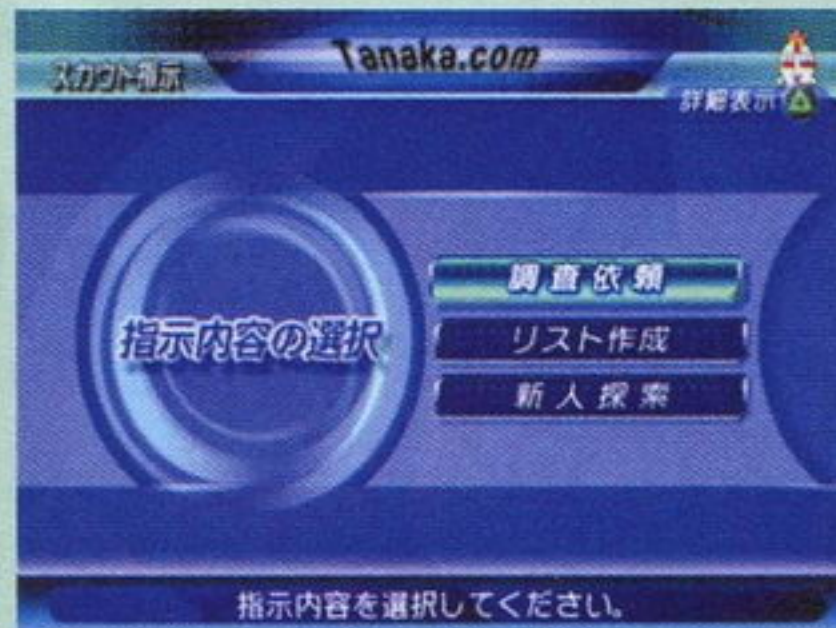 Tanaka.com
スカウト指示
詳細表示
指示内容の選択
調査依頼
リスト作成
新人探索
指示内容を選択してください。